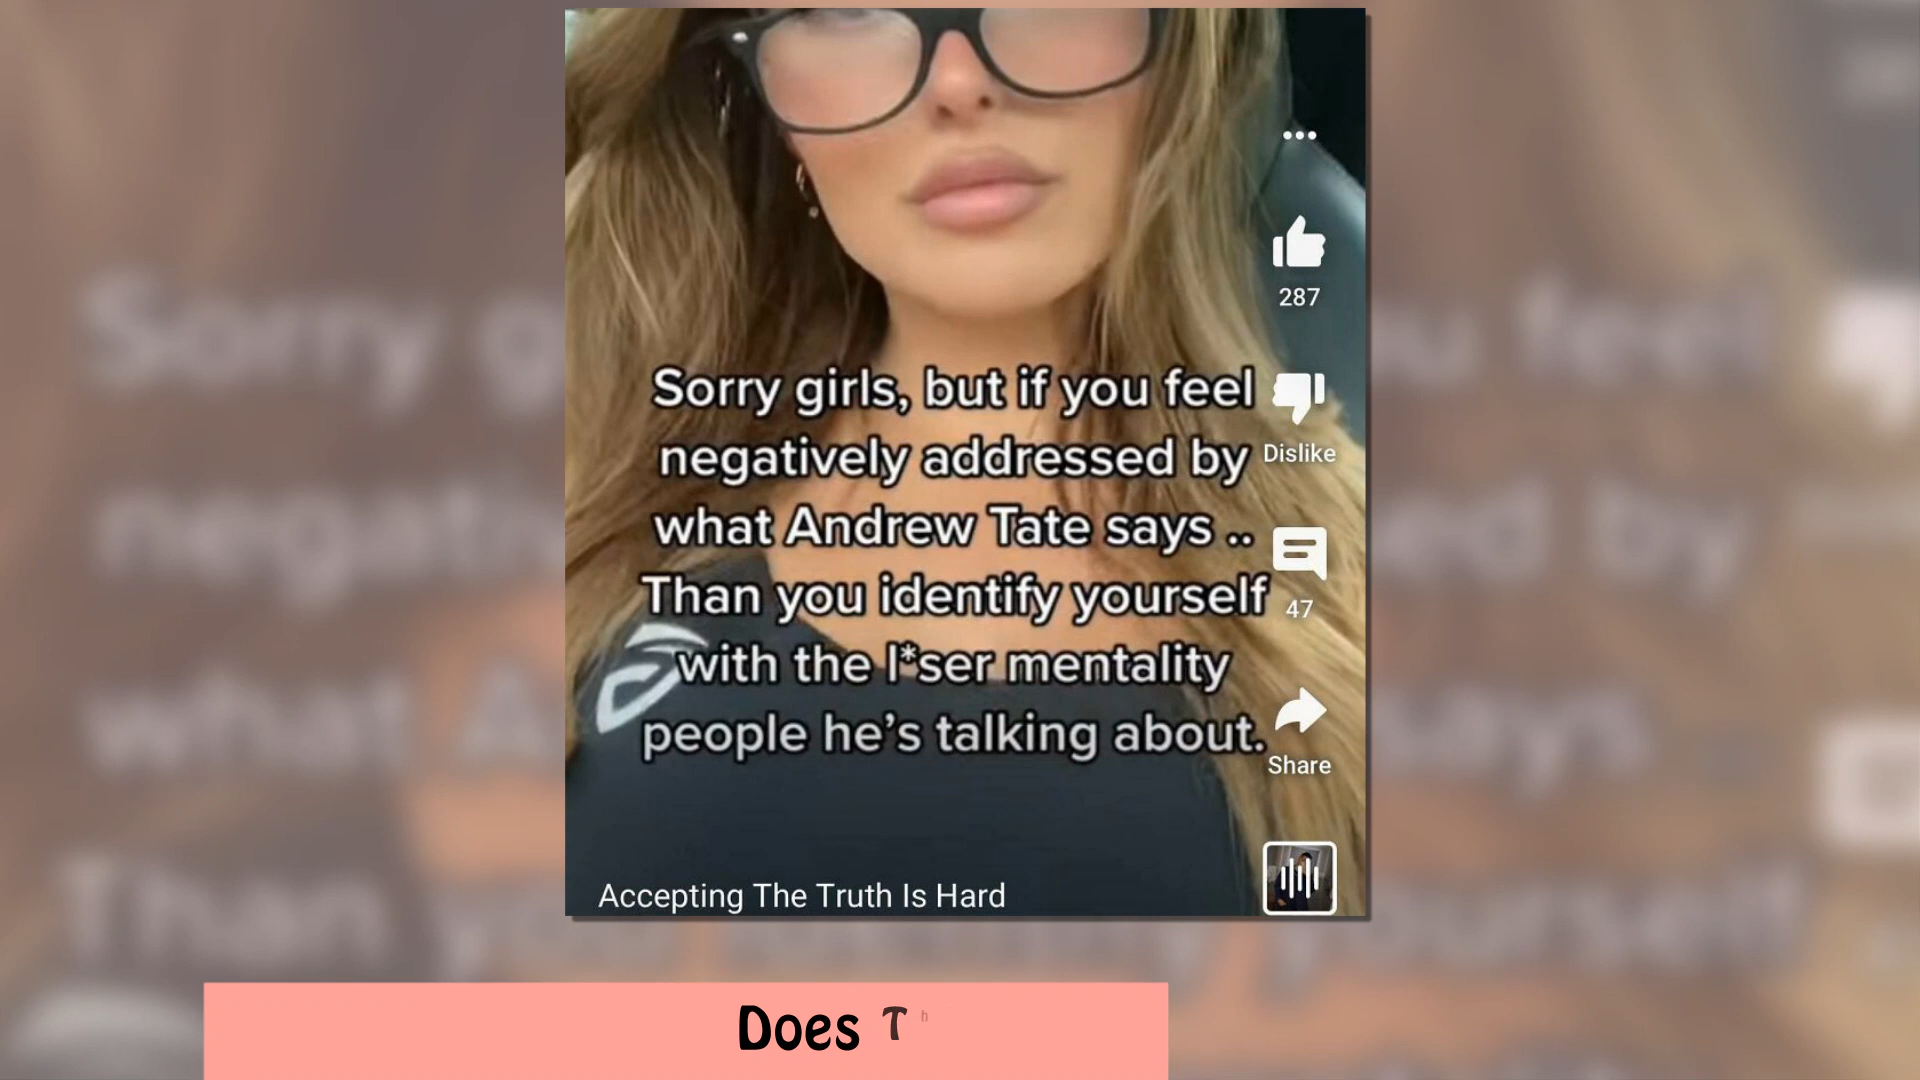 287
Sorry girls, but if you feel
Dislike
negatively addressed by
what Andrew Tate says ..
Than you identify yourself
47
with the l*ser mentality
people he's talking about.
Share
Accepting The Truth Is Hard
Does Th